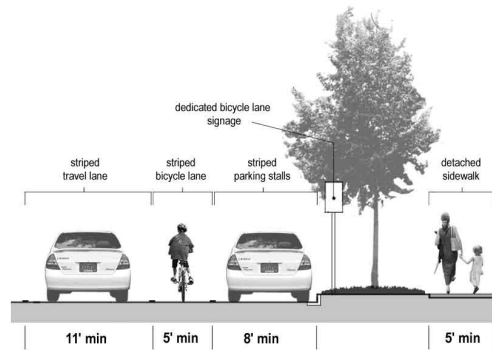 dedicated bicycle lane
signage
striped
travel lane
striped
bicycle lane
striped
parking stalls
detached
sidewalk
11' min
5' min
8' min
5' min